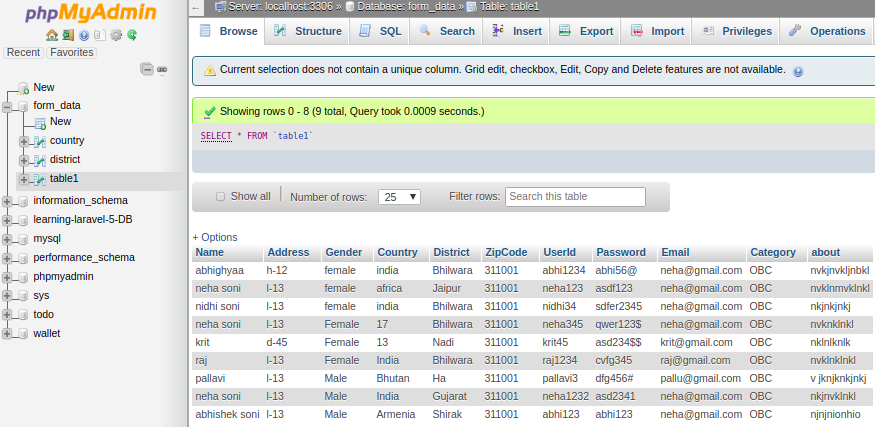 phpMyAdmin
Recent Favorites
New
form_data
New
country
district
table1
information_schema
learning-laravel-5-DB
mysql
performance_schema
phpmyadmin
sys
todo
wallet
Server: localhost:3306 » Database: form_data » Table: table1
Browse Structure SQL Search Insert Export Import Privileges Operations
Current selection does not contain a unique column. Grid edit, checkbox, Edit, Copy and Delete features are not available.
Showing rows 0 - 8 (9 total, Query took 0.0009 seconds.)
SELECT * FROM `table1`
Show all Number of rows: 25 Filter rows: Search this table
+ Options
Name Address Gender Country District ZipCode UserId Password Email Category about
abhighyaa h-12 female india Bhilwara 311001 abhi1234 abhi56@ neha@gmail.com OBC nvkjnvkljnbkl
neha soni l-13 female africa Jaipur 311001 neha123 asdf123 neha@gmail.com OBC nvklnmvklnkl
nidhi soni l-13 female india Bhilwara 311001 nidhi34 sdfer2345 neha@gmail.com OBC nkjnkjnkj
neha soni l-13 Female 17 Bhilwara 311001 neha345 qwer123$ neha@gmail.com OBC nvknklnkl
krit d-45 Female 13 Nadi 311001 krit45 asd234$$ krit@gmail.com OBC nklnlknlk
raj l-13 Female India Bhilwara 311001 raj1234 cvfg345 raj@gmail.com OBC nvklnklnkl
pallavi l-13 Male Bhutan Ha 311001 pallavi3 dfg456# pallu@gmail.com OBC v jknjknkjnkj
neha soni l-13 Male India Gujarat 311001 neha1232 asd2341 neha@gmail.com OBC nkjnvklnkl
abhishek soni l-13 Male Armenia Shirak 311001 abhi123 abhi123 neha@gmail.com OBC njnjnionhio